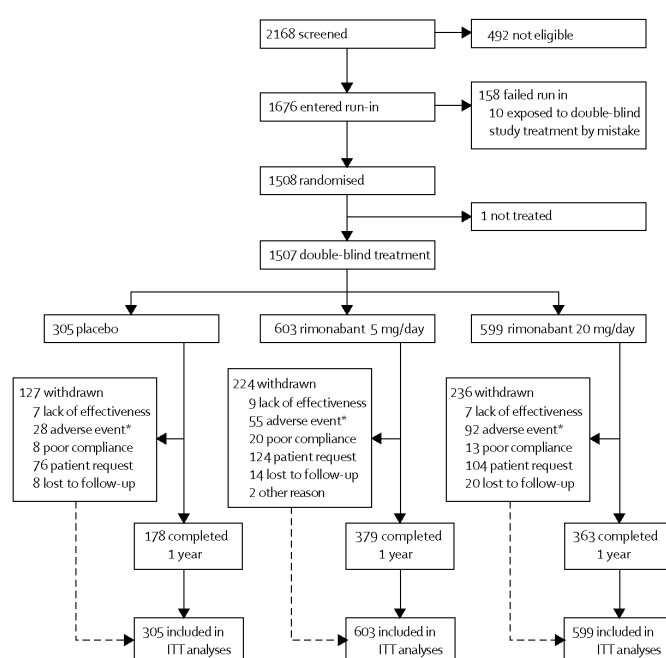 2168 screened
492 not eligible
1676 entered run-in
158 failed run in
10 exposed to double-blind
study treatment by mistake
1508 randomised
1 not treated
1507 double-blind treatment
305 placebo
603 rimonabant 5 mg/day
599 rimonabant 20 mg/day
127 withdrawn
7 lack of effectiveness
28 adverse event*
8 poor compliance
76 patient request
8 lost to follow-up
224 withdrawn
9 lack of effectiveness
55 adverse event*
20 poor compliance
124 patient request
14 lost to follow-up
2 other reason
236 withdrawn
7 lack of effectiveness
92 adverse event*
13 poor compliance
104 patient request
20 lost to follow-up
178 completed
1 year
379 completed
1 year
363 completed
1 year
305 included in
ITT analyses
603 included in
ITT analyses
599 included in
ITT analyses